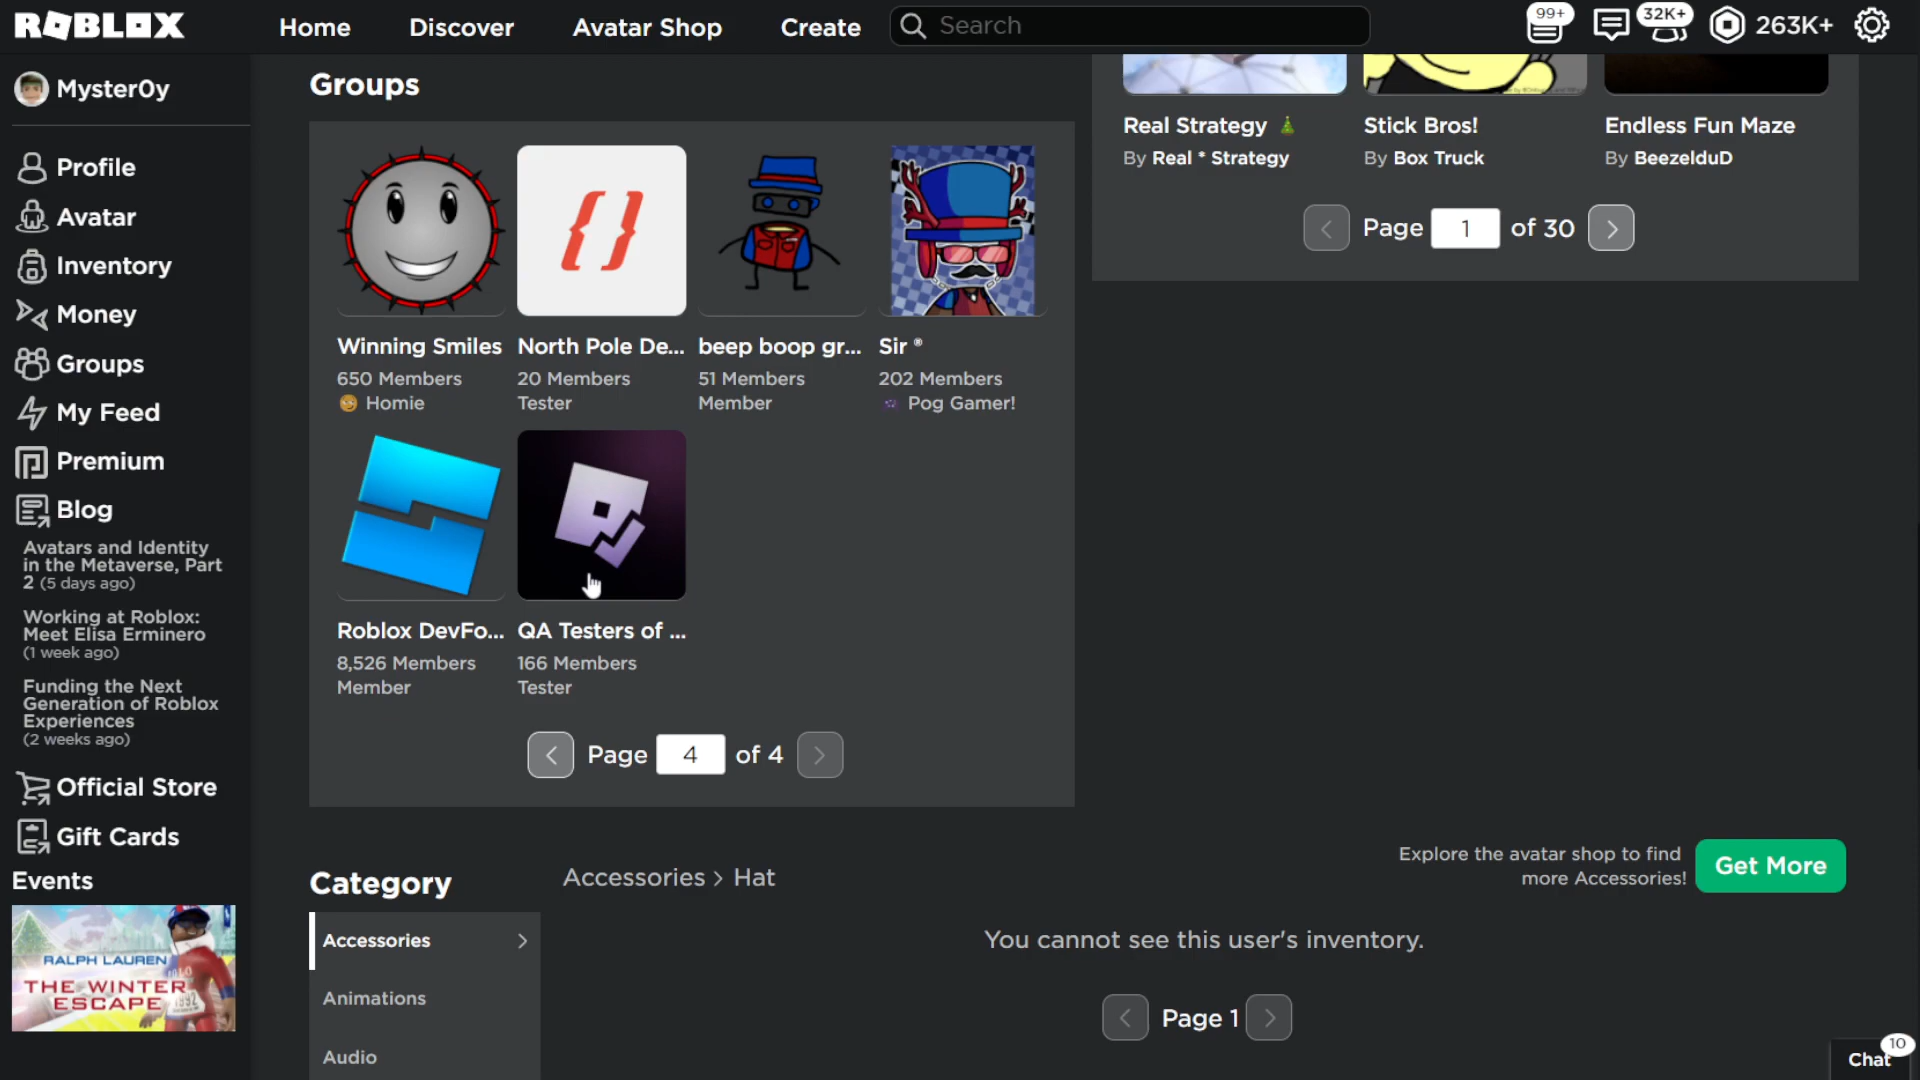 ROBLOX
Home
Discover
Avatar Shop
Create
Search
99+
32K+
263K+
Myster0y
Profile
Avatar
Inventory
Money
Groups
My Feed
Premium
Blog
Avatars and Identity
in the Metaverse, Part
2 (5 days ago)
Working at Roblox:
Meet Elisa Erminero
(1 week ago)
Funding the Next
Generation of Roblox
Experiences
(2 weeks ago)
Official Store
Gift Cards
Events
RALPH LAUREN
THE WINTER
ESCAPE
Groups
Winning Smiles
650 Members
Homie
North Pole De...
20 Members
Tester
beep boop gr...
51 Members
Member
Sir ®
202 Members
Pog Gamer!
Roblox DevFo...
8,526 Members
Member
QA Testers of ...
166 Members
Tester
Page 4 of 4
Real Strategy
By Real * Strategy
Stick Bros!
By Box Truck
Endless Fun Maze
By BeezelduD
Page 1 of 30
Category
Accessories
Animations
Audio
Accessories > Hat
Explore the avatar shop to find
more Accessories!
Get More
You cannot see this user's inventory.
Page 1
Chat
10